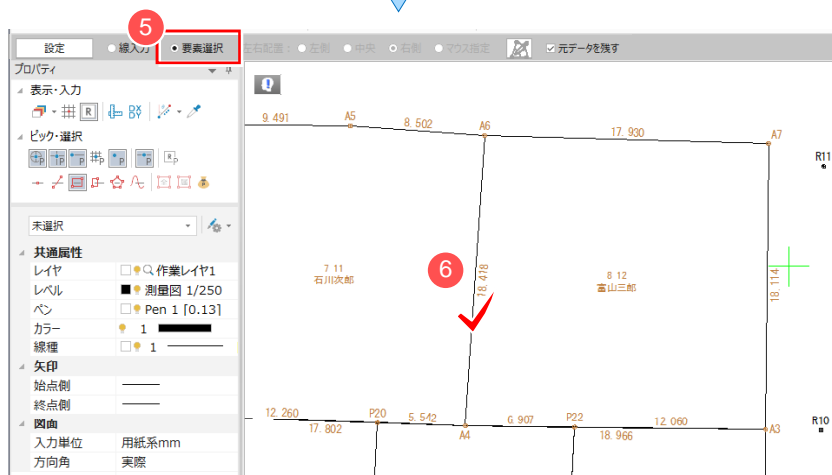 5
設定 線入力 要素選択 左右配置： 左側 中央 右側 マウス指定 元データを残す
プロパティ
表示・入力
R
ピック・選択
P P P P P P R P
未選択
共通属性
レイヤ 作業レイヤ1
レベル 測量図 1/250
ペン Pen 1 [0.13]
カラー 1
線種 1
矢印
始点側
終点側
図面
入力単位 用紙系mm
方向角 実際
9.491 A5 8.502 A6 17.930 A7
R11
7 11
石川次郎
6
18.418
8 12
富山三郎
18.114
12.260 P20 5.542 6.907 P22 12.060
17.802 A4 18.966 A3
R10